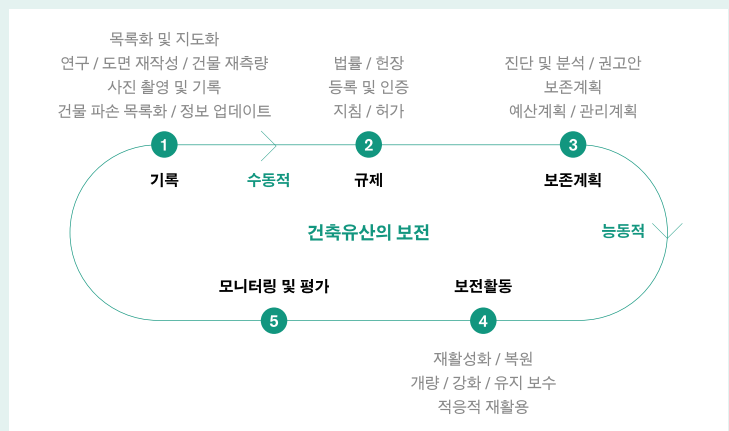 목록화 및 지도화
연구 / 도면 재작성 / 건물 재측량
사진 촬영 및 기록
건물 파손 목록화 / 정보 업데이트
법률 / 헌장
등록 및 인증
지침 / 허가
진단 및 분석 / 권고안
보존계획
예산계획 / 관리계획
1
2
3
기록
수동적
규제
보존계획
건축유산의 보전
능동적
모니터링 및 평가
보전활동
5
4
재활성화 / 복원
개량 / 강화 / 유지 보수
적응적 재활용